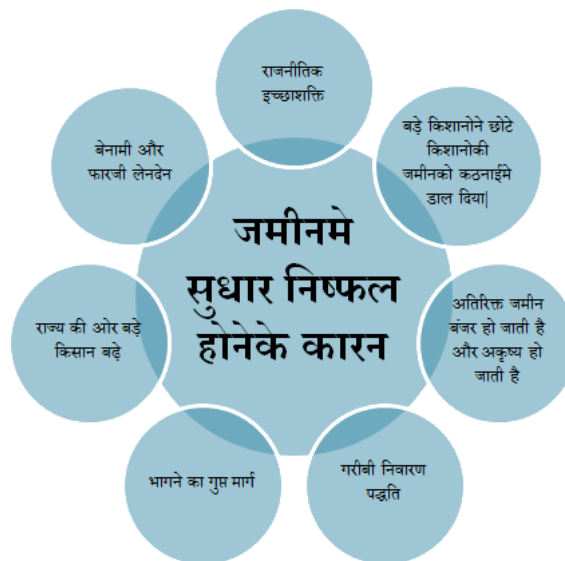 राजनीतिक
इच्छाशक्ति
बड़े किशानोने छोटे
किशानोकी
जमीनको कठनाईमे
डाल दिया|
अतिरिक्त जमीन
बंजर हो जाती है
और अकृष्य हो
जाती है
गरीबी निवारण
पद्धति
भागने का गुप्त मार्ग
राज्य की ओर बड़े
किसान बढ़े
बेनामी और
फारजी लेनदेन
जमीनमे
सुधार निष्फल
होनेके कारन